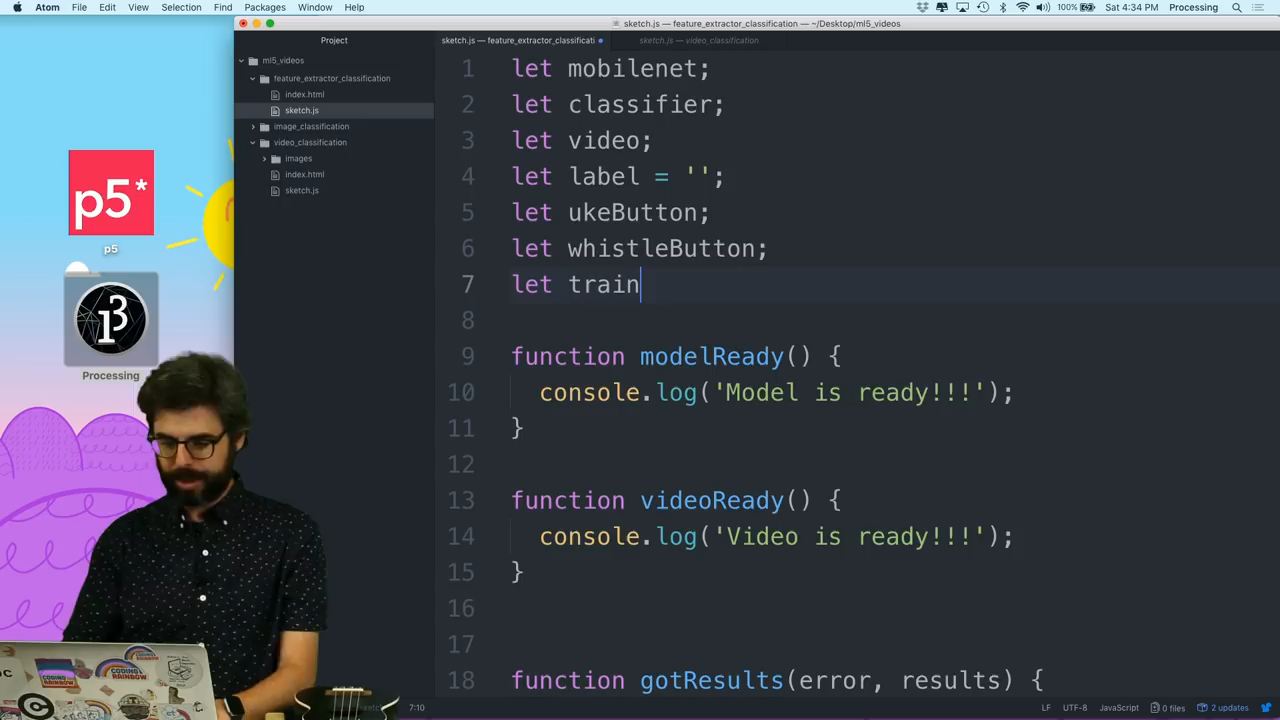 Atom File Edit View Selection Find Packages Window Help 100% Sat 4:34 PM Processing
sketch.js — feature_extractor_classification — ~/Desktop/ml5_videos
Project
sketch.js — feature_extractor_classificati
sketch.js — video_classification
ml5_videos
feature_extractor_classification
index.html
sketch.js
image_classification
video_classification
images
index.html
sketch.js
p5*
p5
Processing
1 let mobilenet;
2 let classifier;
3 let video;
4 let label = '';
5 let ukeButton;
6 let whistleButton;
7 let train
8
9 function modelReady() {
10 console.log('Model is ready!!!');
11 }
12
13 function videoReady() {
14 console.log('Video is ready!!!');
15 }
16
17
18 function gotResults(error, results) {
CODING RAINBOW
7:10
LF UTF-8 JavaScript 0 files 2 updates